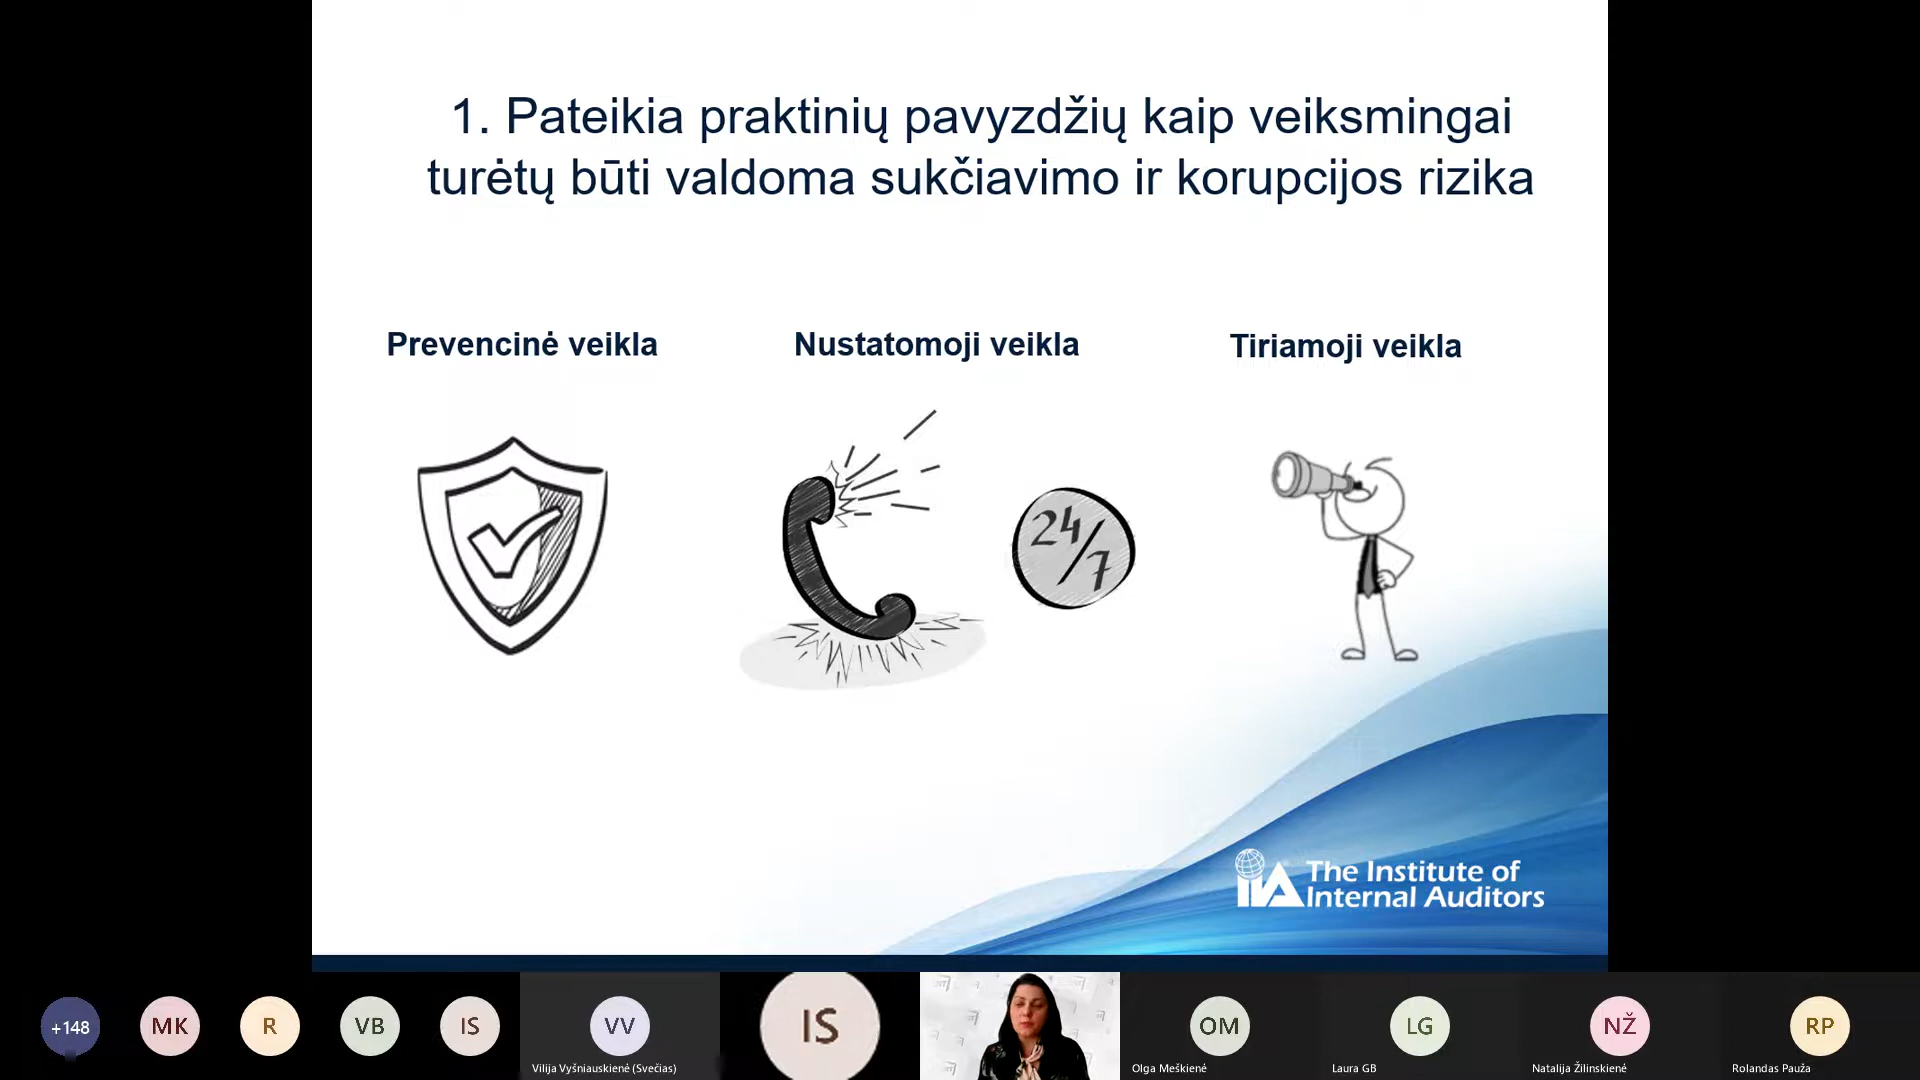 1. Pateikia praktinių pavyzdžių kaip veiksmingai
turėtų būti valdoma sukčiavimo ir korupcijos rizika
Prevencinė veikla
Nustatomoji veikla
Tiriamoji veikla
24/7
IIA The Institute of
Internal Auditors
+148
MK
R
VB
IS
VV
IS
OM
LG
NŽ
RP
Vilija Vyšniauskienė (Svečias)
Olga Meškienė
Laura GB
Natalija Žilinskienė
Rolandas Pauža